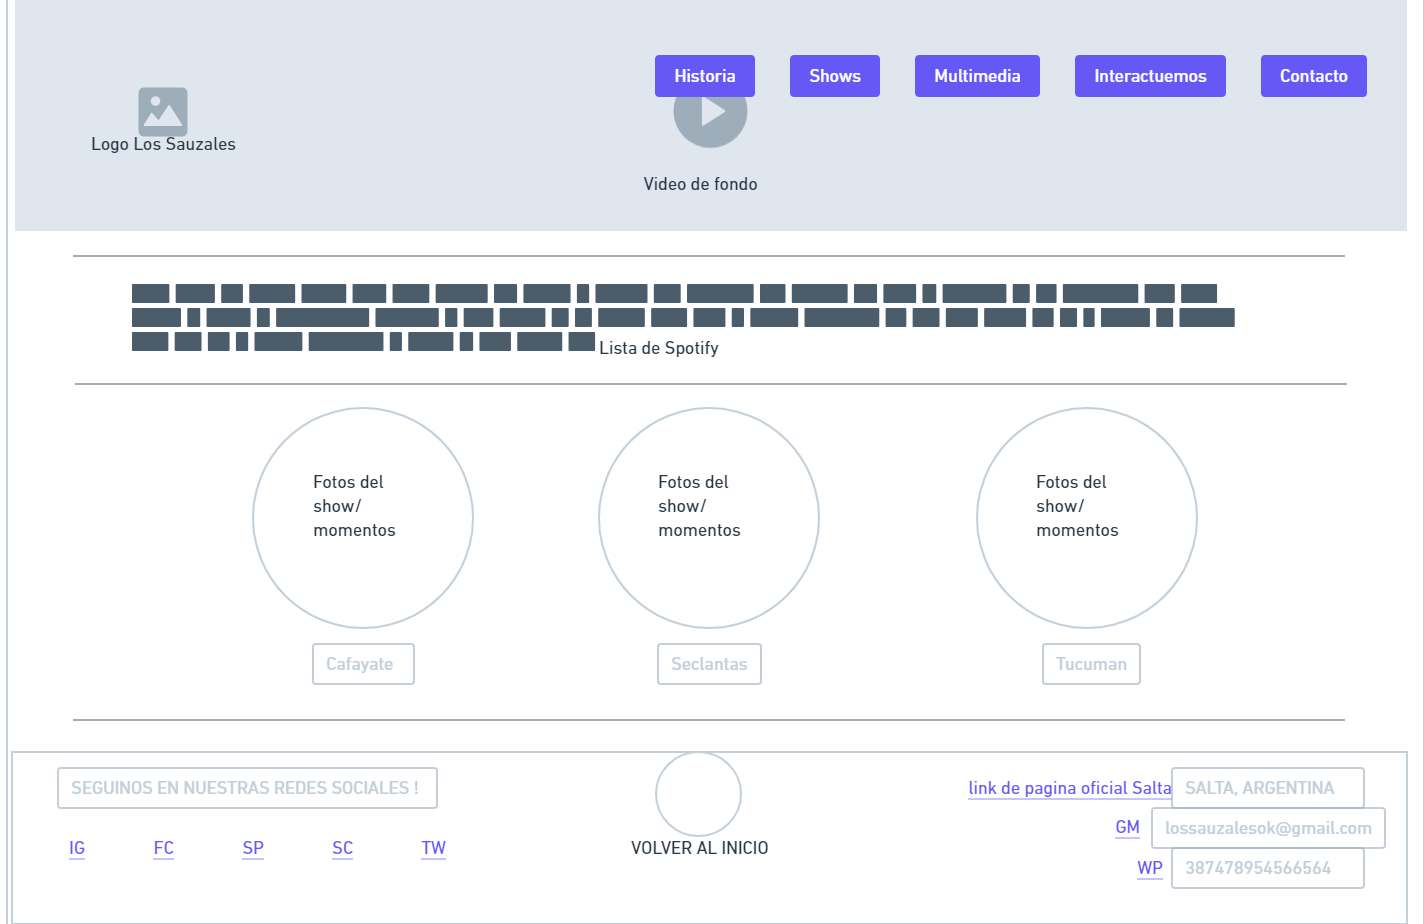 Historia
Shows
Multimedia
Interactuemos
Contacto
Logo Los Sauzales
Video de fondo
Lista de Spotify
Fotos del
show/
momentos
Fotos del
show/
momentos
Fotos del
show/
momentos
Cafayate
Seclantas
Tucuman
SEGUINOS EN NUESTRAS REDES SOCIALES !
IG
FC
SP
SC
TW
VOLVER AL INICIO
link de pagina oficial Salta
SALTA, ARGENTINA
GM
lossauzalesok@gmail.com
WP
387478954566564